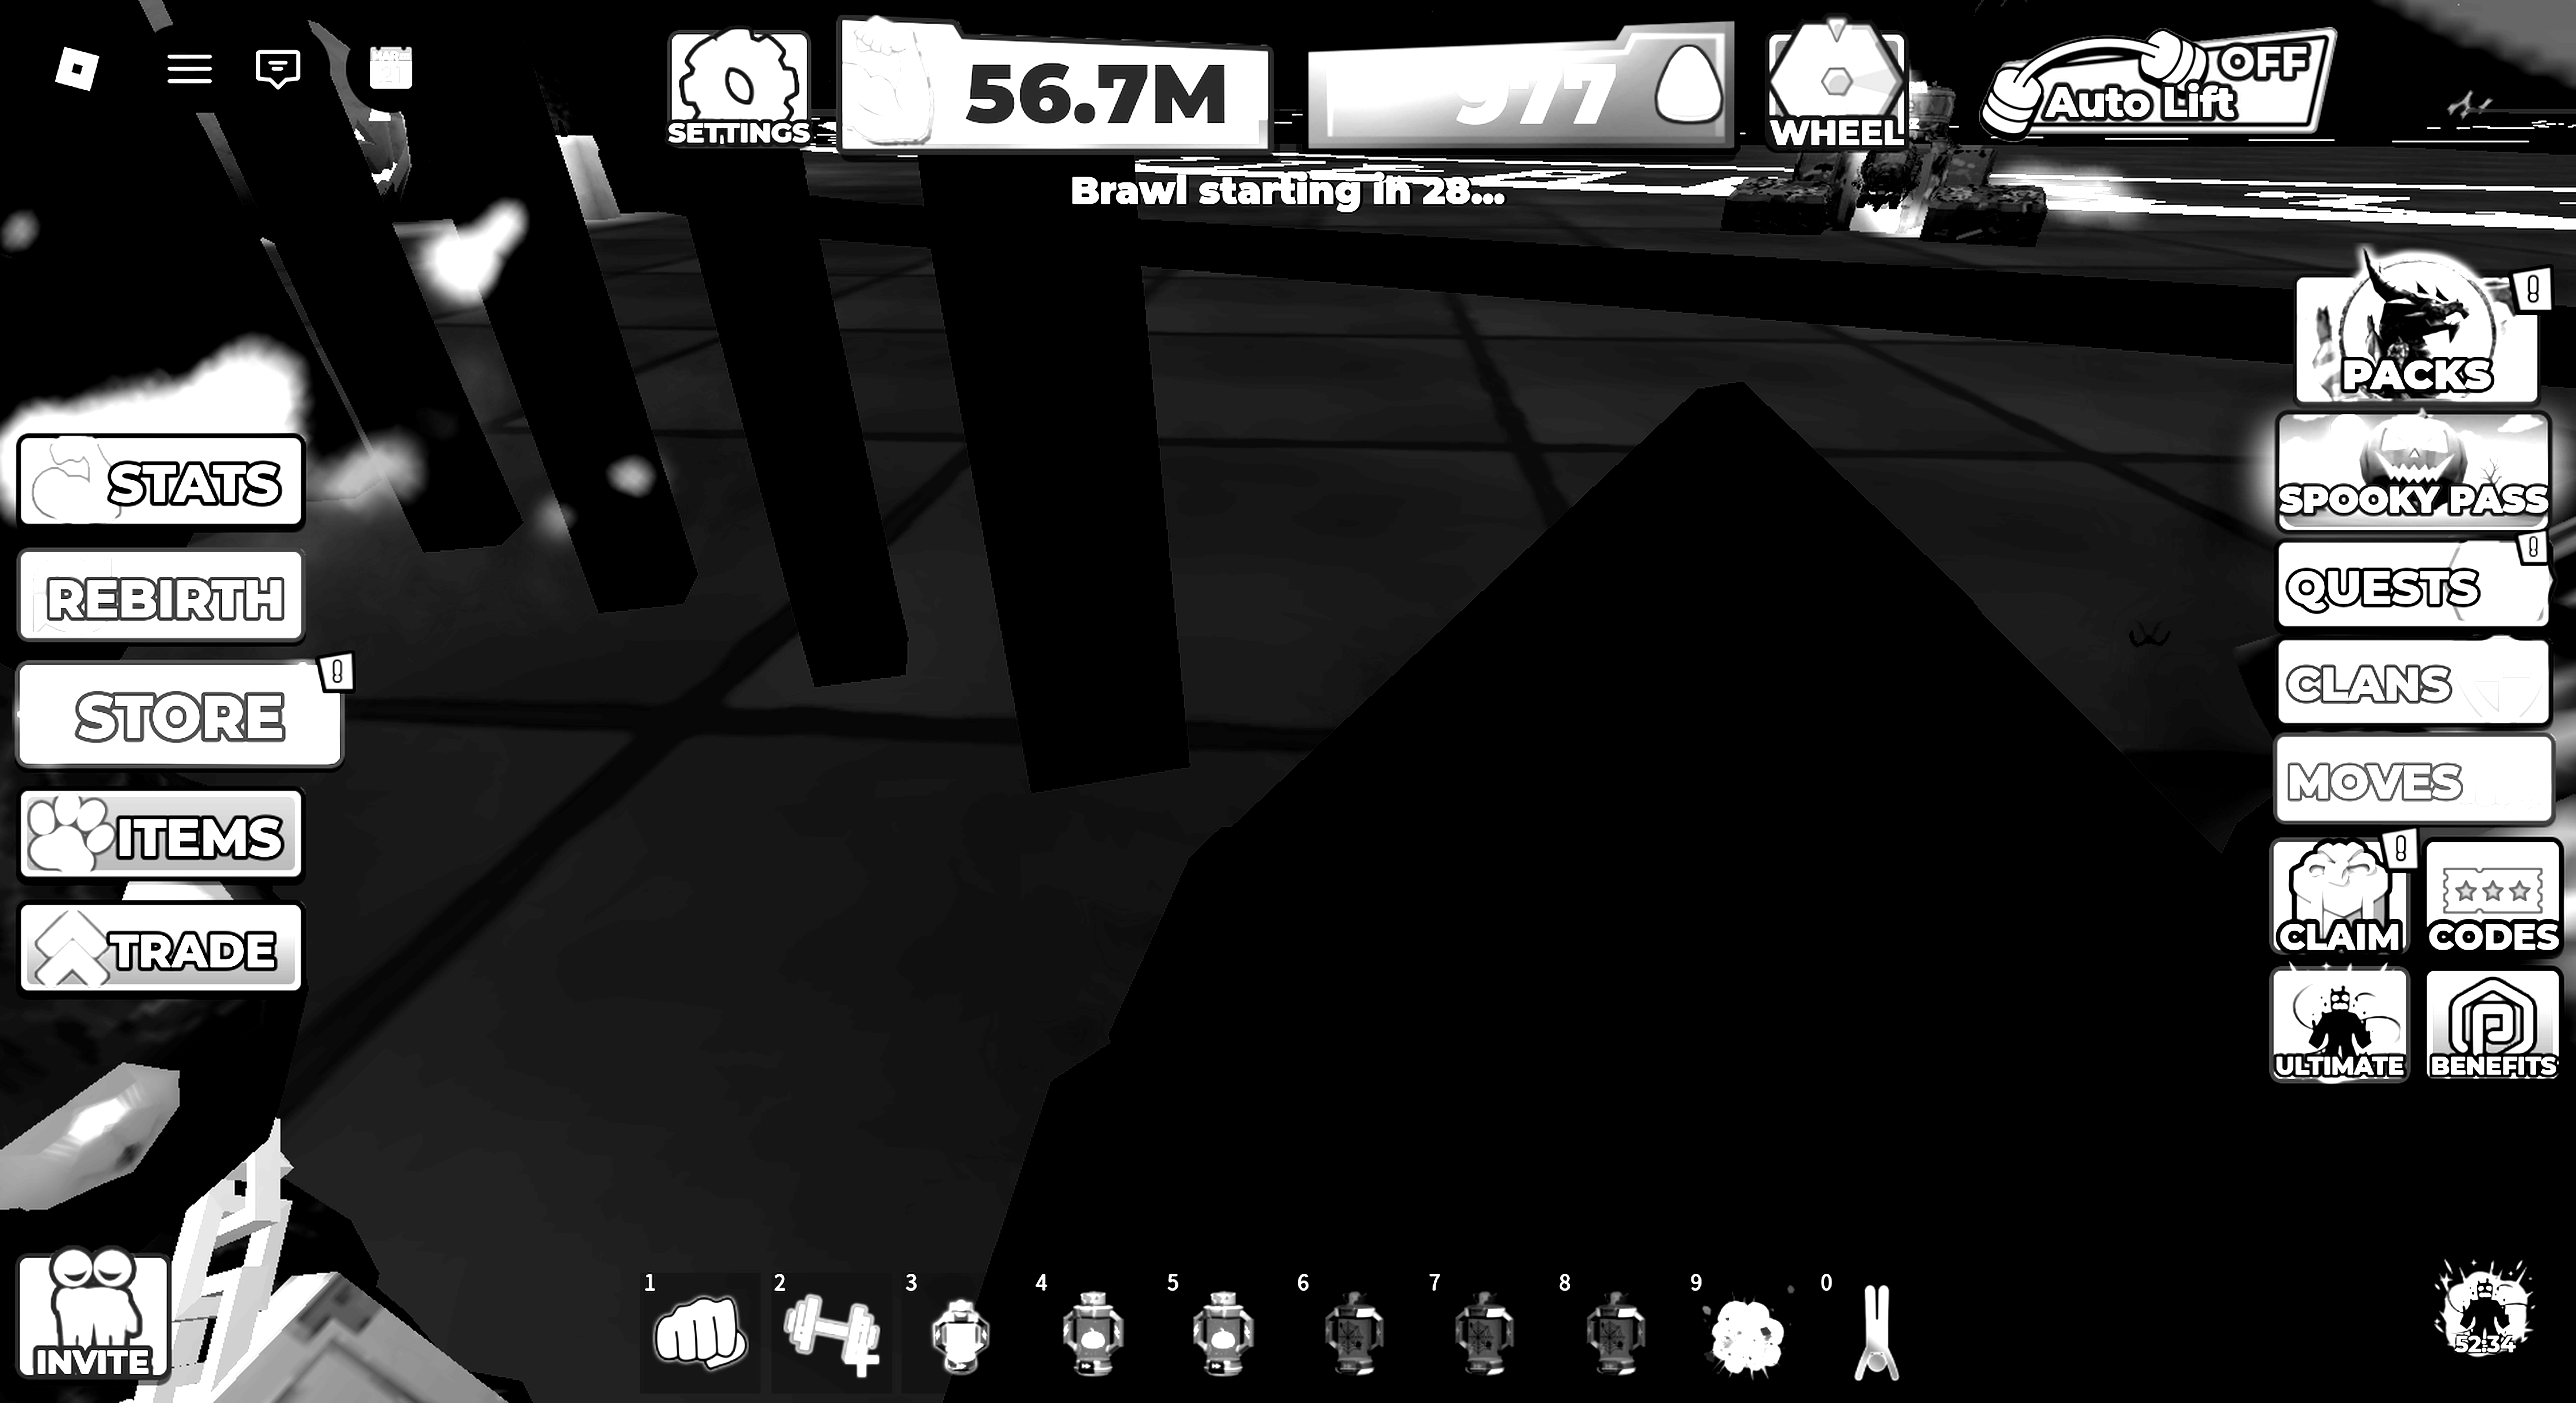 SETTINGS
56.7M
977
WHEEL
OFF
Auto Lift
Brawl starting in 28...
PACKS
SPOOKY PASS
STATS
QUESTS
REBIRTH
CLANS
STORE
MOVES
ITEMS
CLAIM
CODES
TRADE
ULTIMATE
BENEFITS
INVITE
1
2
3
4
5
6
7
8
9
0
52:34